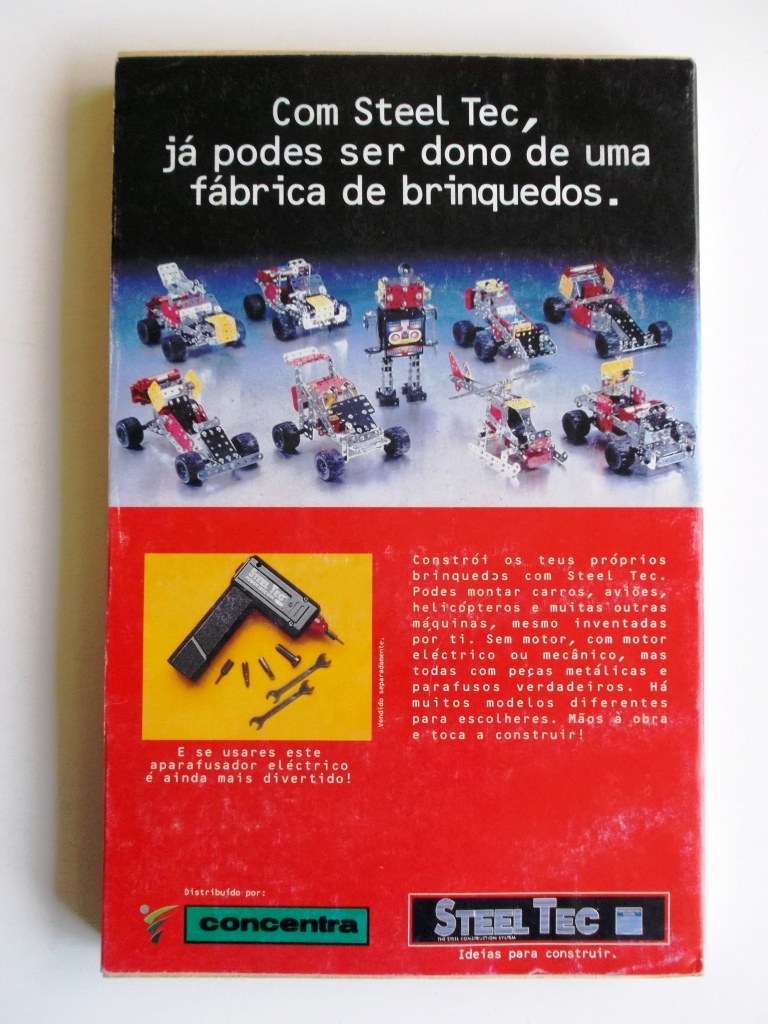 Com Steel Tec,
já podes ser dono de uma
fábrica de brinquedos.
STEEL TEC
Vendido separadamente.
E se usares este
aparafusador eléctrico
é ainda mais divertido!
Constrói os teus próprios
brinquedos com Steel Tec.
Podes montar carros, aviões,
helicópteros e muitas outras
máquinas, mesmo inventadas
por ti. Sem motor, com motor
eléctrico ou mecânico, mas
todas com peças metálicas e
parafusos verdadeiros. Há
muitos modelos diferentes
para escolheres. Mãos à obra
e toca a construir!
Distribuído por:
concentra
STEEL TEC
THE STEEL CONSTRUCTION SYSTEM
Ideias para construir.